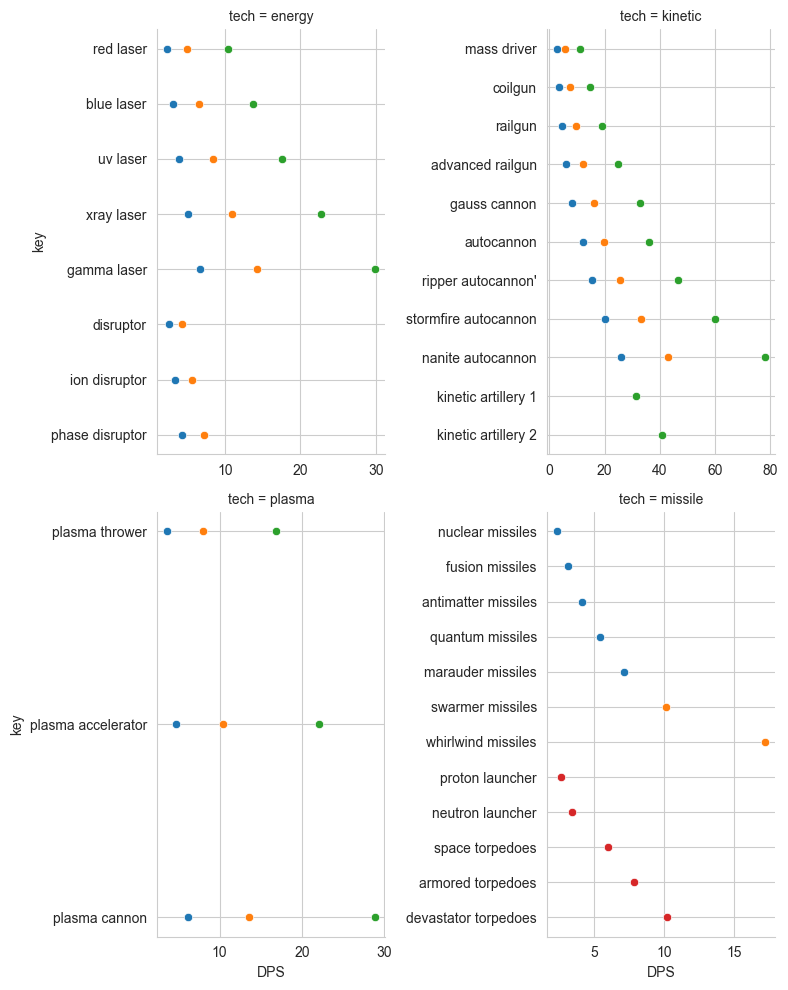 tech = energy
red laser
blue laser
uv laser
xray laser
gamma laser
disruptor
ion disruptor
phase disruptor
key
10
20
30
tech = kinetic
mass driver
coilgun
railgun
advanced railgun
gauss cannon
autocannon
ripper autocannon'
stormfire autocannon
nanite autocannon
kinetic artillery 1
kinetic artillery 2
0
20
40
60
80
tech = plasma
plasma thrower
plasma accelerator
plasma cannon
key
10
20
30
DPS
tech = missile
nuclear missiles
fusion missiles
antimatter missiles
quantum missiles
marauder missiles
swarmer missiles
whirlwind missiles
proton launcher
neutron launcher
space torpedoes
armored torpedoes
devastator torpedoes
5
10
15
DPS